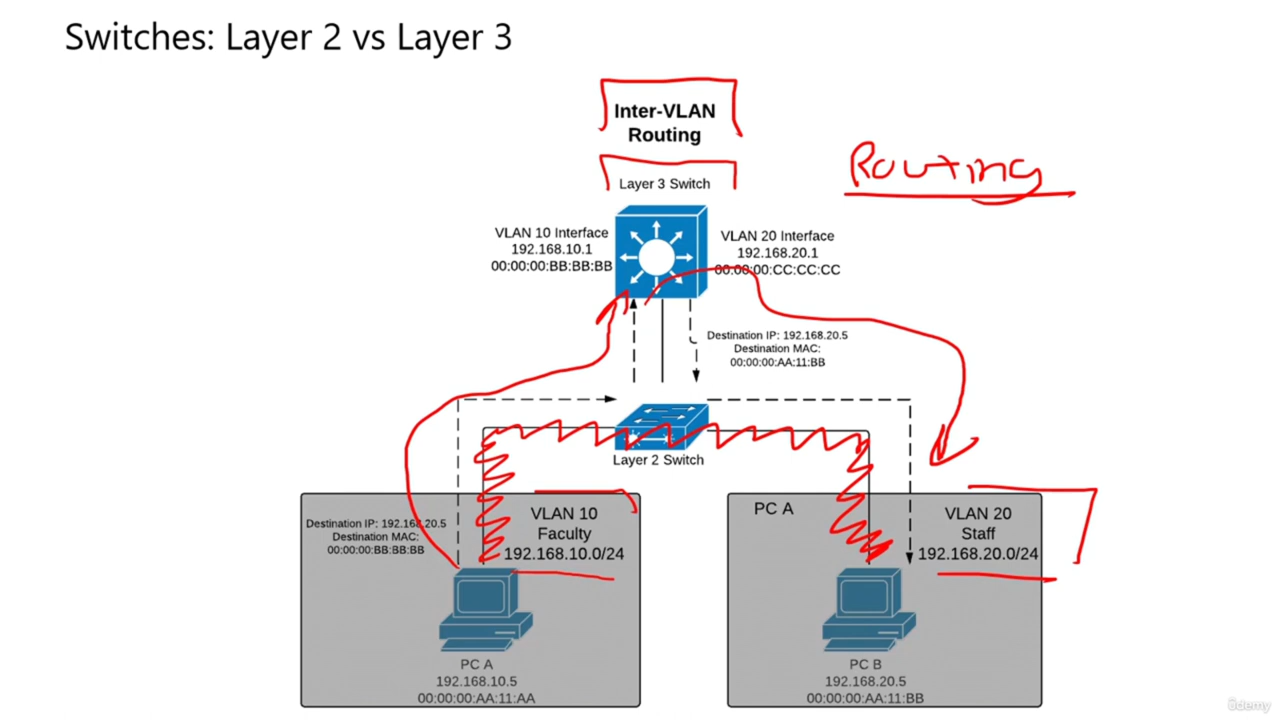 Switches: Layer 2 vs Layer 3
Inter-VLAN
Routing
Routing
Layer 3 Switch
VLAN 10 Interface
192.168.10.1
00:00:00:BB:BB:BB
VLAN 20 Interface
192.168.20.1
00:00:00:CC:CC:CC
Destination IP: 192.168.20.5
Destination MAC:
00:00:00:AA:11:BB
Layer 2 Switch
Destination IP: 192.168.20.5
Destination MAC:
00:00:00:BB:BB:BB
VLAN 10
Faculty
192.168.10.0/24
PC A
VLAN 20
Staff
192.168.20.0/24
PC A
192.168.10.5
00:00:00:AA:11:AA
PC B
192.168.20.5
00:00:00:AA:11:BB
ûdemy